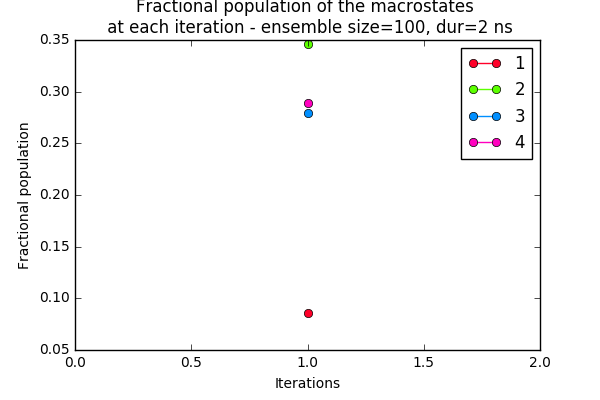 Fractional population of the macrostates
at each iteration - ensemble size=100, dur=2 ns
0.35
0.30
0.25
0.20
0.15
0.10
0.05
Fractional population
1
2
3
4
0.0 0.5 1.0 1.5 2.0
Iterations